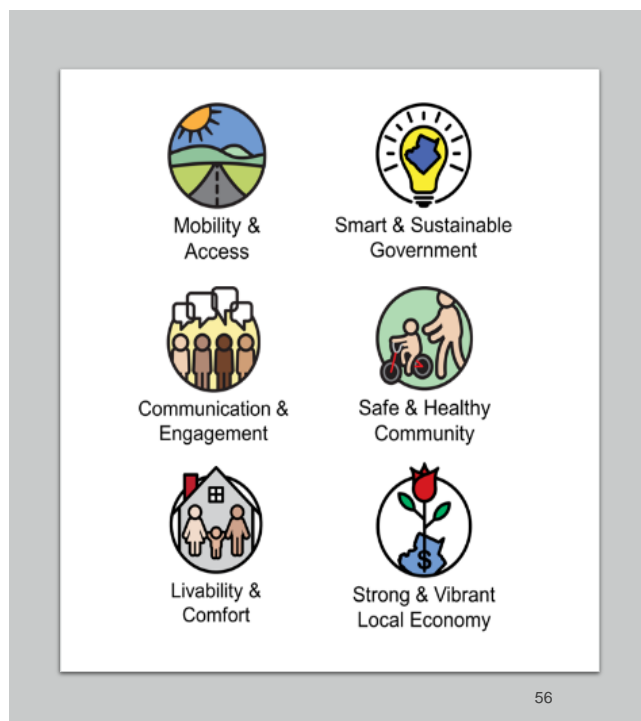 Mobility &
Access
Smart & Sustainable
Government
Communication &
Engagement
Safe & Healthy
Community
Livability &
Comfort
$
Strong & Vibrant
Local Economy
56